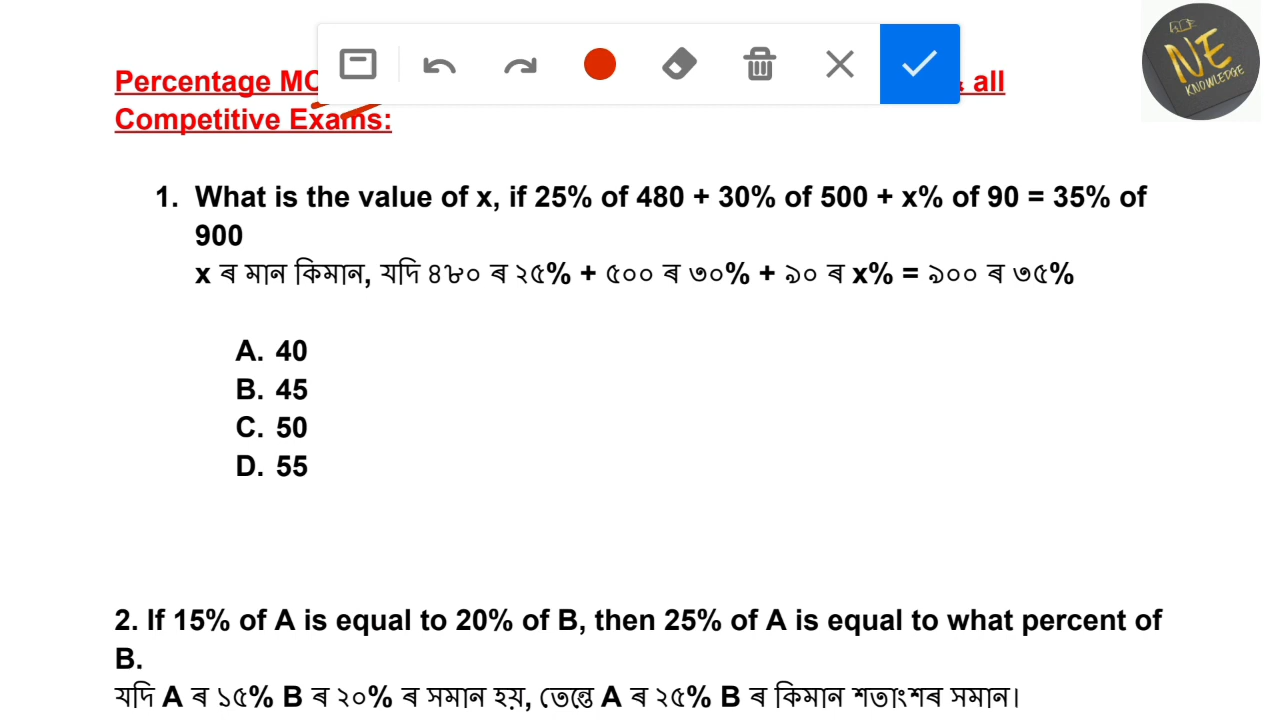 NE
KNOWLEDGE
Percentage MC all
Competitive Exams:
1. What is the value of x, if 25% of 480 + 30% of 500 + x% of 90 = 35% of
900
x ৰ মান কিমান, যদি ৪৮০ ৰ ২৫% + ৫০০ ৰ ৩০% + ৯০ ৰ x% = ৯০০ ৰ ৩৫%
A. 40
B. 45
C. 50
D. 55
2. If 15% of A is equal to 20% of B, then 25% of A is equal to what percent of
B.
যদি A ৰ ১৫% B ৰ ২০% ৰ সমান হয়, তেন্তে A ৰ ২৫% B ৰ কিমান শতাংশৰ সমান।